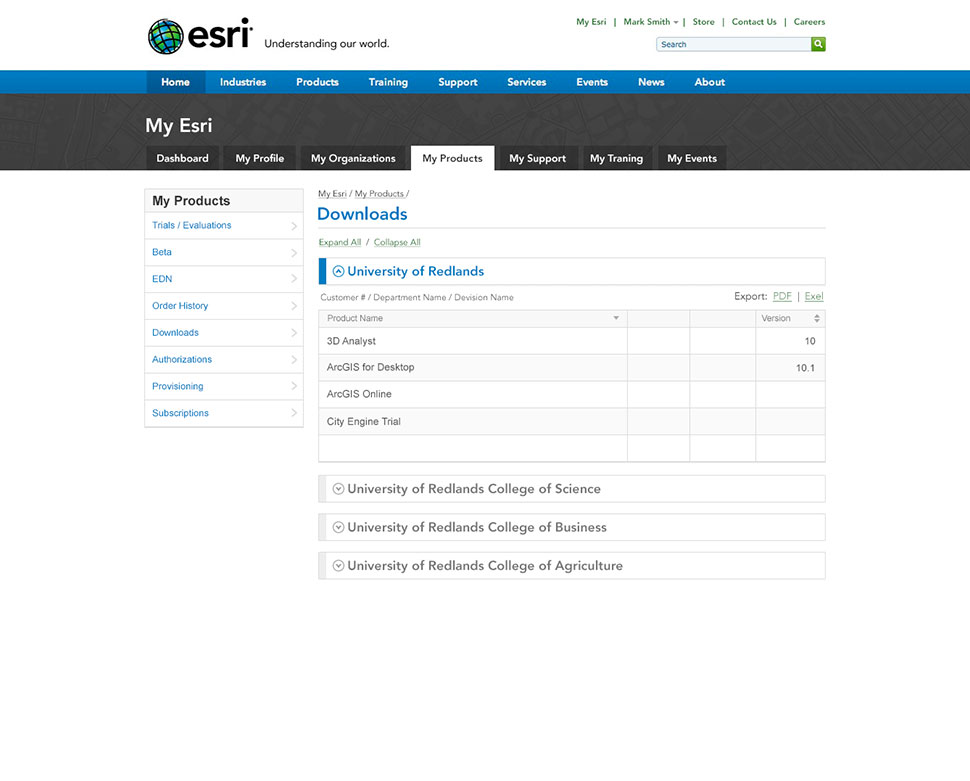 My Esri | Mark Smith | Store | Contact Us | Careers
esri Understanding our world.
Search
Home Industries Products Training Support Services Events News About
My Esri
Dashboard My Profile My Organizations My Products My Support My Traning My Events
My Products
Trials / Evaluations
Beta
EDN
Order History
Downloads
Authorizations
Provisioning
Subscriptions
My Esri / My Products /
Downloads
Expand All / Collapse All
University of Redlands
Customer # / Department Name / Devision Name Export: PDF | Exel
Product Name Version
3D Analyst 10
ArcGIS for Desktop 10.1
ArcGIS Online
City Engine Trial
University of Redlands College of Science
University of Redlands College of Business
University of Redlands College of Agriculture